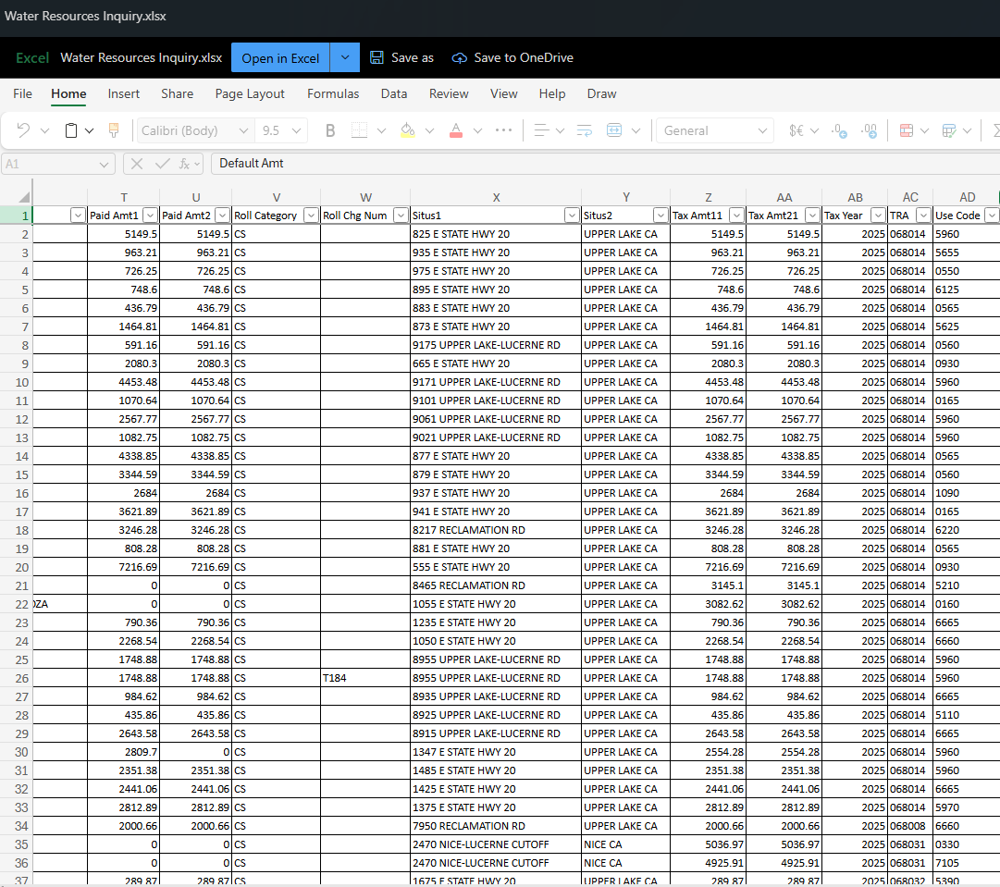 Water Resources Inquiry.xlsx
Excel Water Resources Inquiry.xlsx Open in Excel Save as Save to OneDrive
File Home Insert Share Page Layout Formulas Data Review View Help Draw
Calibri (Body) 9.5 B A General $€ .0 .00
A1 fx Default Amt
T U V W X Y Z AA AB AC AD
1 Paid Amt1 Paid Amt2 Roll Category Roll Chg Num Situs1 Situs2 Tax Amt11 Tax Amt21 Tax Year TRA Use Code
2 5149.5 5149.5 CS 825 E STATE HWY 20 UPPER LAKE CA 5149.5 5149.5 2025 068014 5960
3 963.21 963.21 CS 935 E STATE HWY 20 UPPER LAKE CA 963.21 963.21 2025 068014 5655
4 726.25 726.25 CS 975 E STATE HWY 20 UPPER LAKE CA 726.25 726.25 2025 068014 0550
5 748.6 748.6 CS 895 E STATE HWY 20 UPPER LAKE CA 748.6 748.6 2025 068014 6125
6 436.79 436.79 CS 883 E STATE HWY 20 UPPER LAKE CA 436.79 436.79 2025 068014 0565
7 1464.81 1464.81 CS 873 E STATE HWY 20 UPPER LAKE CA 1464.81 1464.81 2025 068014 5625
8 591.16 591.16 CS 9175 UPPER LAKE-LUCERNE RD UPPER LAKE CA 591.16 591.16 2025 068014 0560
9 2080.3 2080.3 CS 665 E STATE HWY 20 UPPER LAKE CA 2080.3 2080.3 2025 068014 0930
10 4453.48 4453.48 CS 9171 UPPER LAKE-LUCERNE RD UPPER LAKE CA 4453.48 4453.48 2025 068014 5960
11 1070.64 1070.64 CS 9101 UPPER LAKE-LUCERNE RD UPPER LAKE CA 1070.64 1070.64 2025 068014 0165
12 2567.77 2567.77 CS 9061 UPPER LAKE-LUCERNE RD UPPER LAKE CA 2567.77 2567.77 2025 068014 5960
13 1082.75 1082.75 CS 9021 UPPER LAKE-LUCERNE RD UPPER LAKE CA 1082.75 1082.75 2025 068014 5960
14 4338.85 4338.85 CS 877 E STATE HWY 20 UPPER LAKE CA 4338.85 4338.85 2025 068014 0565
15 3344.59 3344.59 CS 879 E STATE HWY 20 UPPER LAKE CA 3344.59 3344.59 2025 068014 0560
16 2684 2684 CS 937 E STATE HWY 20 UPPER LAKE CA 2684 2684 2025 068014 1090
17 3621.89 3621.89 CS 941 E STATE HWY 20 UPPER LAKE CA 3621.89 3621.89 2025 068014 0165
18 3246.28 3246.28 CS 8217 RECLAMATION RD UPPER LAKE CA 3246.28 3246.28 2025 068014 6220
19 808.28 808.28 CS 881 E STATE HWY 20 UPPER LAKE CA 808.28 808.28 2025 068014 0565
20 7216.69 7216.69 CS 555 E STATE HWY 20 UPPER LAKE CA 7216.69 7216.69 2025 068014 0930
21 0 0 CS 8465 RECLAMATION RD UPPER LAKE CA 3145.1 3145.1 2025 068014 5210
22 OZA 0 0 CS 1055 E STATE HWY 20 UPPER LAKE CA 3082.62 3082.62 2025 068014 0160
23 790.36 790.36 CS 1235 E STATE HWY 20 UPPER LAKE CA 790.36 790.36 2025 068014 6665
24 2268.54 2268.54 CS 1050 E STATE HWY 20 UPPER LAKE CA 2268.54 2268.54 2025 068014 6660
25 1748.88 1748.88 CS 8955 UPPER LAKE-LUCERNE RD UPPER LAKE CA 1748.88 1748.88 2025 068014 5960
26 1748.88 1748.88 CS T184 8955 UPPER LAKE-LUCERNE RD UPPER LAKE CA 1748.88 1748.88 2025 068014 5960
27 984.62 984.62 CS 8935 UPPER LAKE-LUCERNE RD UPPER LAKE CA 984.62 984.62 2025 068014 6665
28 435.86 435.86 CS 8925 UPPER LAKE-LUCERNE RD UPPER LAKE CA 435.86 435.86 2025 068014 5110
29 2643.58 2643.58 CS 8915 UPPER LAKE-LUCERNE RD UPPER LAKE CA 2643.58 2643.58 2025 068014 6665
30 2809.7 0 CS 1347 E STATE HWY 20 UPPER LAKE CA 2554.28 2554.28 2025 068014 5960
31 2351.38 2351.38 CS 1485 E STATE HWY 20 UPPER LAKE CA 2351.38 2351.38 2025 068014 5960
32 2441.06 2441.06 CS 1425 E STATE HWY 20 UPPER LAKE CA 2441.06 2441.06 2025 068014 6665
33 2812.89 2812.89 CS 1375 E STATE HWY 20 UPPER LAKE CA 2812.89 2812.89 2025 068014 5970
34 2000.66 2000.66 CS 7950 RECLAMATION RD UPPER LAKE CA 2000.66 2000.66 2025 068008 6660
35 0 0 CS 2470 NICE-LUCERNE CUTOFF NICE CA 5036.97 5036.97 2025 068031 0330
36 0 0 CS 2470 NICE-LUCERNE CUTOFF NICE CA 4925.91 4925.91 2025 068031 7105
37 289.87 289.87 CS 1675 E STATE HWY 20 UPPER LAKE CA 289.87 289.87 2025 068032 5390